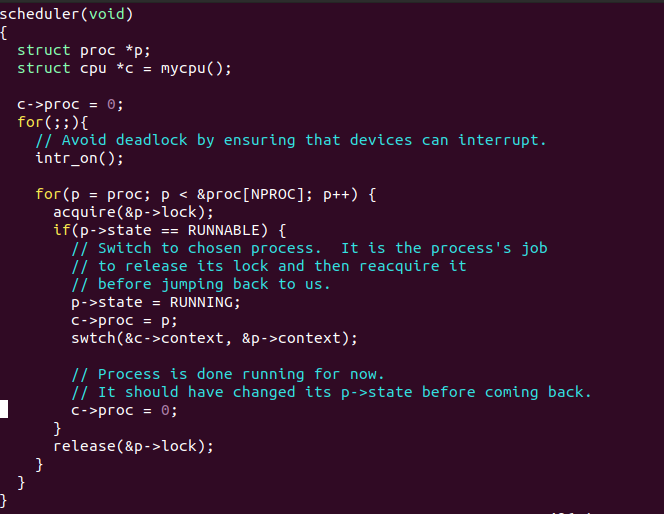 scheduler(void)
{
  struct proc *p;
  struct cpu *c = mycpu();

  c->proc = 0;
  for(;;){
    // Avoid deadlock by ensuring that devices can interrupt.
    intr_on();

    for(p = proc; p < &proc[NPROC]; p++) {
      acquire(&p->lock);
      if(p->state == RUNNABLE) {
        // Switch to chosen process.  It is the process's job
        // to release its lock and then reacquire it
        // before jumping back to us.
        p->state = RUNNING;
        c->proc = p;
        swtch(&c->context, &p->context);

        // Process is done running for now.
        // It should have changed its p->state before coming back.
        c->proc = 0;
      }
      release(&p->lock);
    }
  }
}